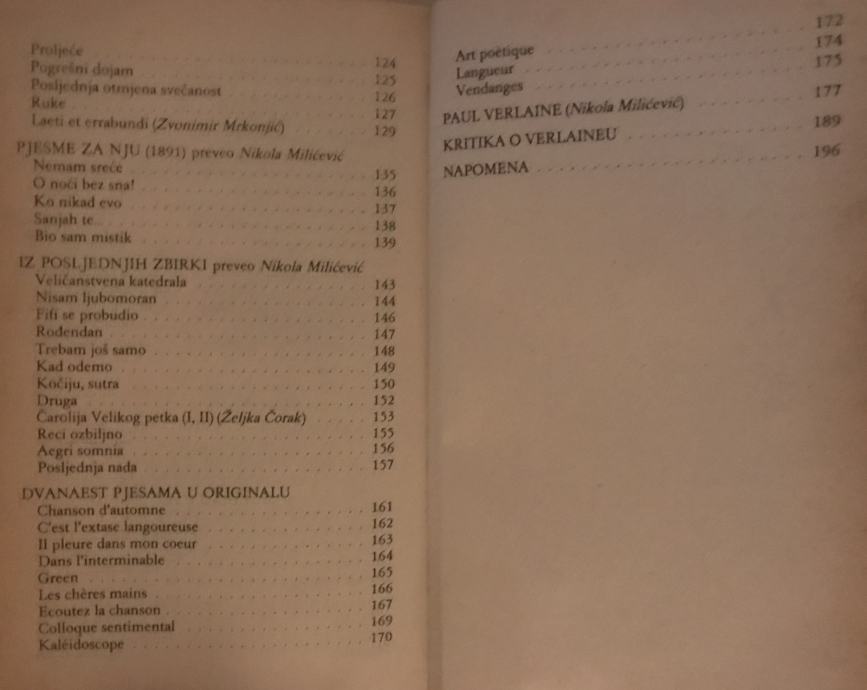 Proljeće 124
Pogrešni dojam 125
Posljednja otmjena svečanost 126
Ruke 127
Laeti et errabundi (Zvonimir Mrkonjić) 129
PJESME ZA NJU (1891) preveo Nikola Milićević
Nemam sreće 135
O noći bez sna! 136
Ko nikad evo 137
Sanjah te... 138
Bio sam mistik 139
IZ POSLJEDNJIH ZBIRKI preveo Nikola Milićević
Veličanstvena katedrala 143
Nisam ljubomoran 144
Fifi se probudio 146
Rođendan 147
Trebam još samo 148
Kad odemo 149
Kočiju, sutra 150
Druga 152
Čarolija Velikog petka (I, II) (Željka Čorak) 153
Reci ozbiljno 155
Aegri somnia 156
Posljednja nada 157
DVANAEST PJESAMA U ORIGINALU
Chanson d'automne 161
C'est l'extase langoureuse 162
Il pleure dans mon coeur 163
Dans l'interminable 164
Green 165
Les chères mains 166
Ecoutez la chanson 167
Colloque sentimental 169
Kaléidoscope 170
Art poëtique 172
Langueur 174
Vendanges 175
PAUL VERLAINE (Nikola Milićević) 177
KRITIKA O VERLAINEU 189
NAPOMENA 196